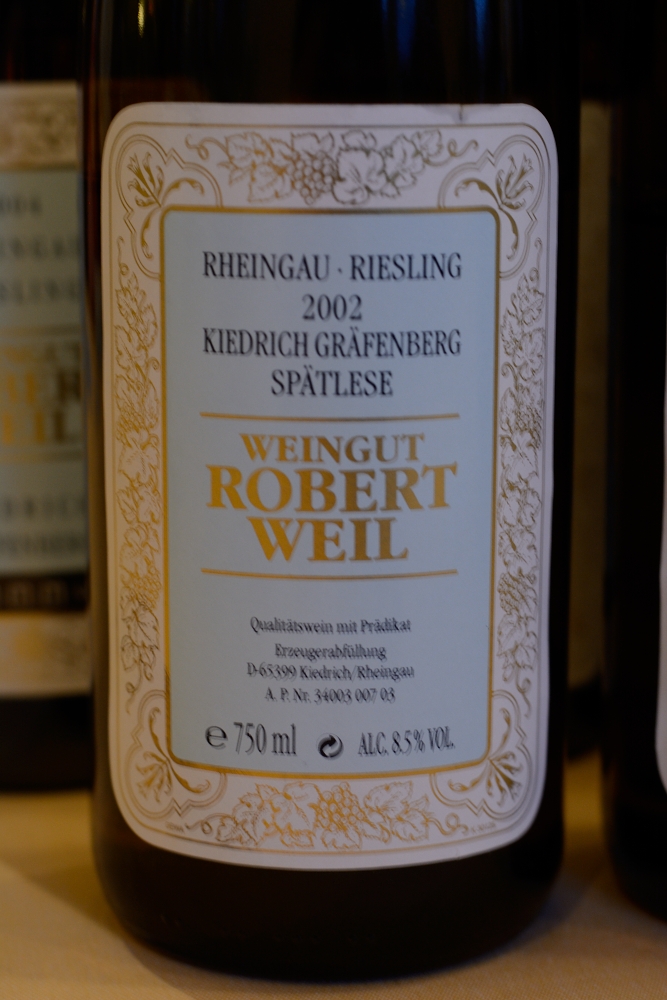 RHEINGAU · RIESLING
2002
KIEDRICH GRÄFENBERG
SPÄTLESE
WEINGUT
ROBERT
WEIL
Qualitätswein mit Prädikat
Erzeugerabfüllung
D-65399 Kiedrich/Rheingau
A. P. Nr. 34003 007 03
℮ 750 ml ALC. 8.5% VOL.